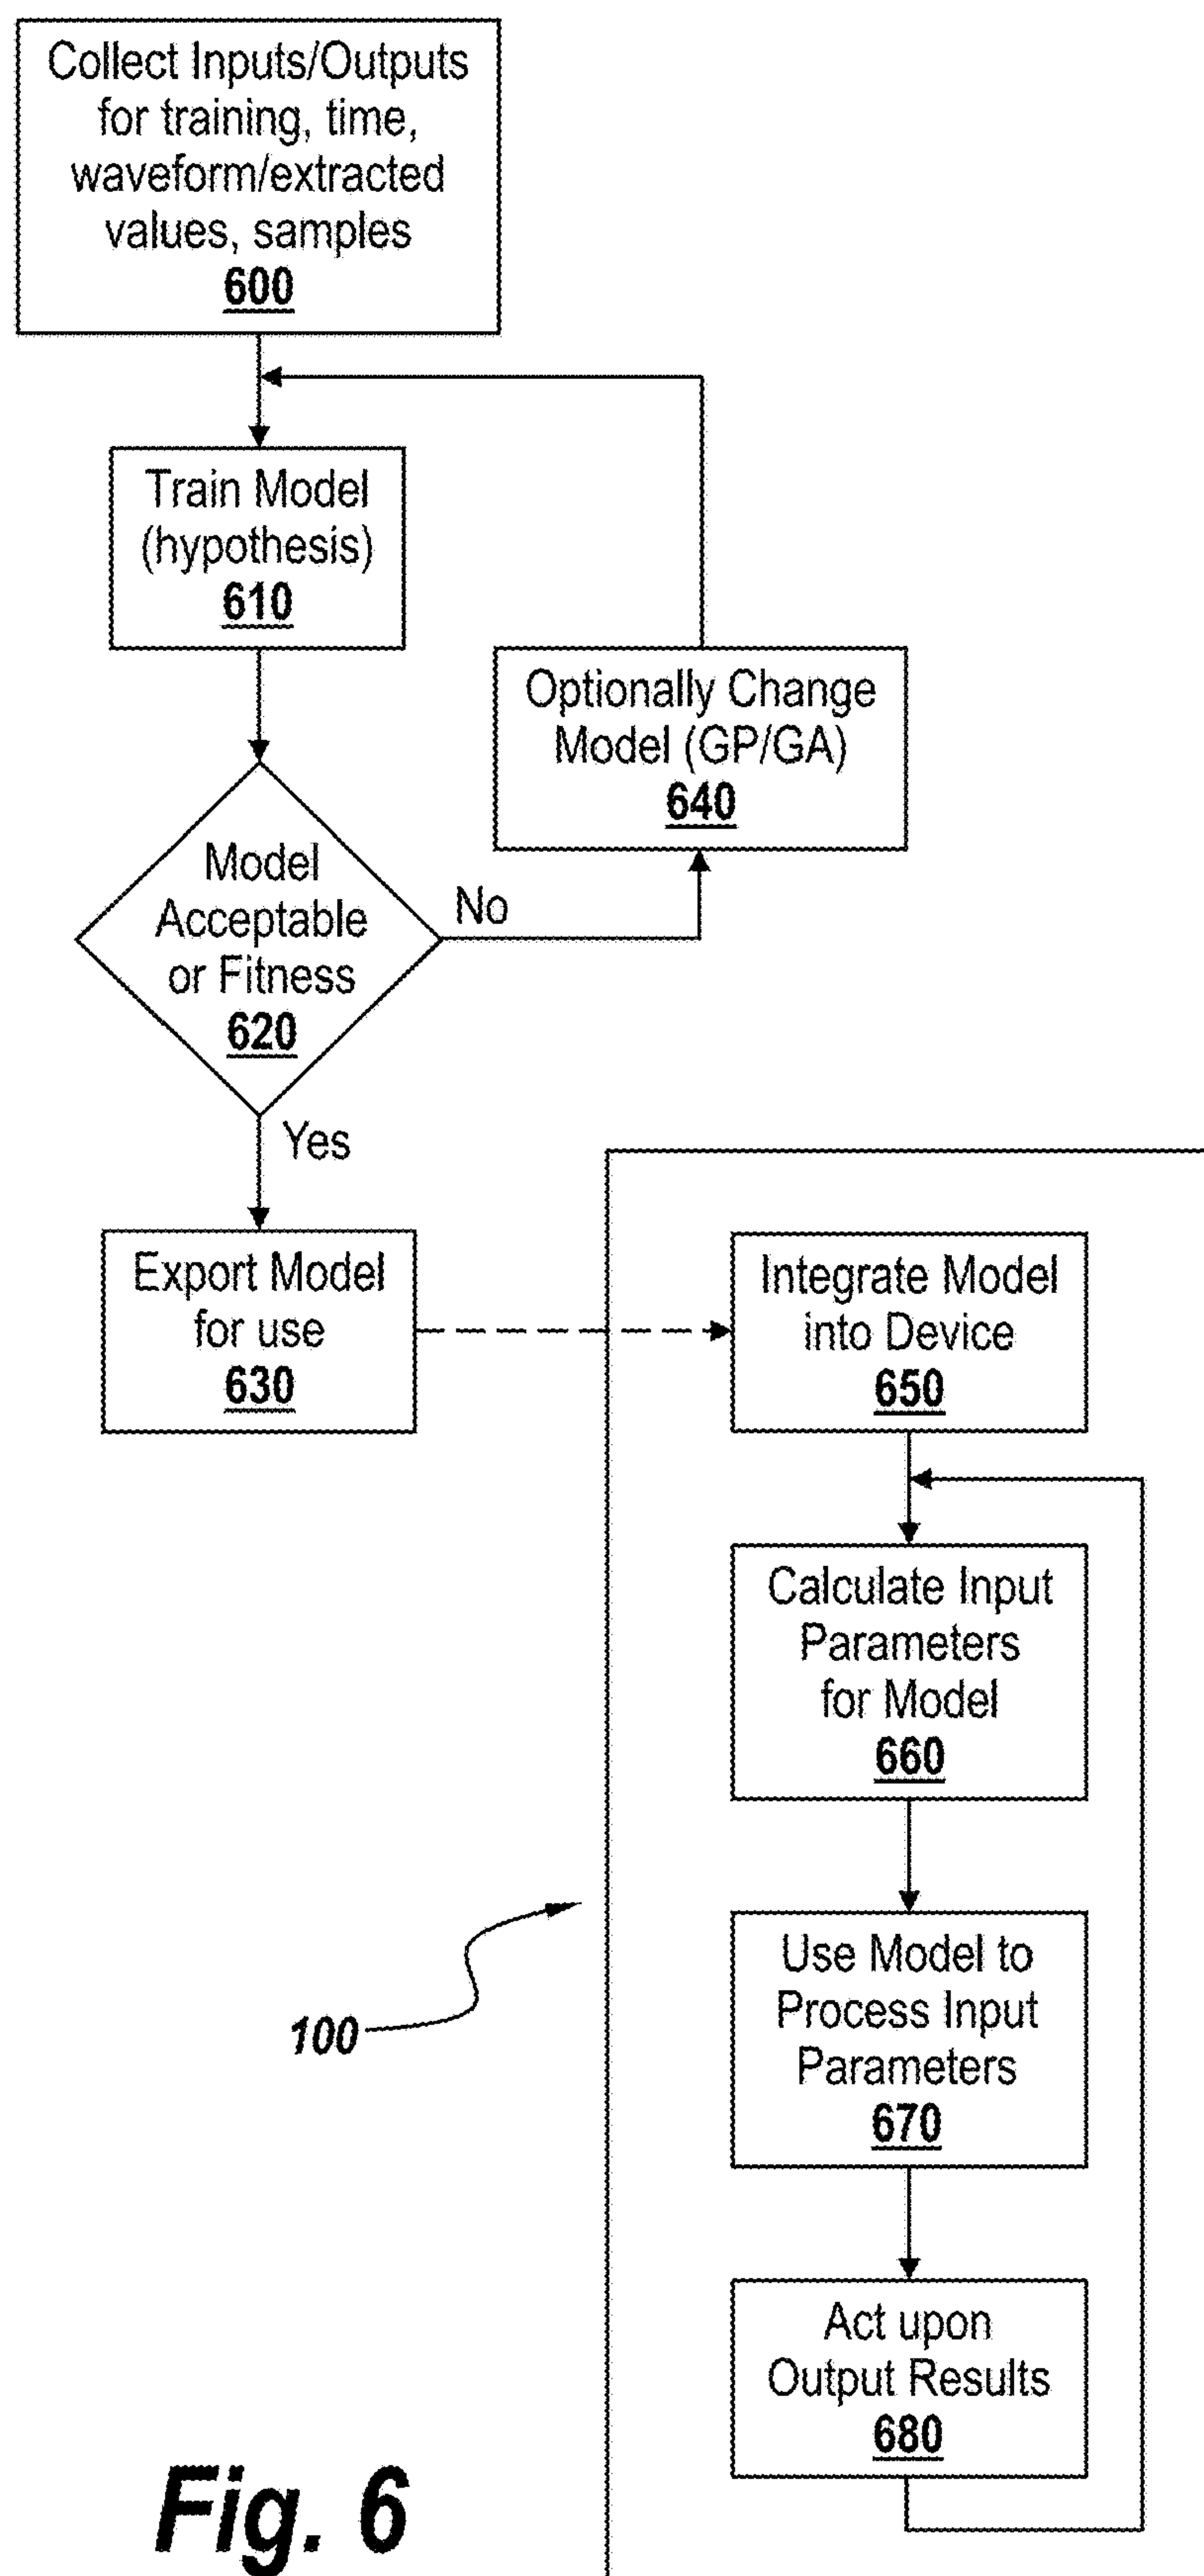 Collect Inputs/Outputs
for training, time,
waveform/extracted
values, samples
600
Train Model
(hypothesis)
610
Optionally Change
Model (GP/GA)
640
Model
Acceptable
or Fitness
620
No
Yes
Export Model
for use
630
Integrate Model
into Device
650
Calculate Input
Parameters
for Model
660
Use Model to
Process Input
Parameters
670
100
Act upon
Output Results
680
Fig. 6